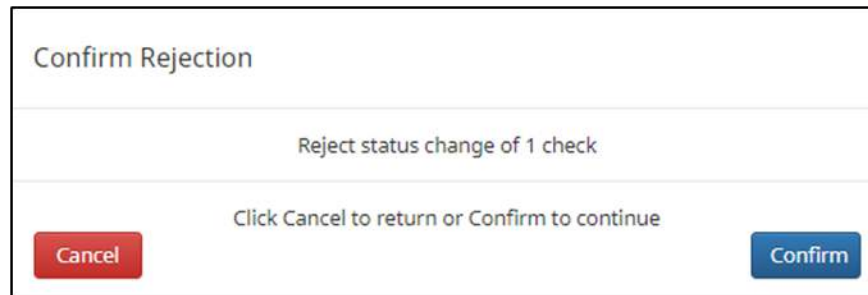 Confirm Rejection
Reject status change of 1 check
Click Cancel to return or Confirm to continue
Cancel
Confirm